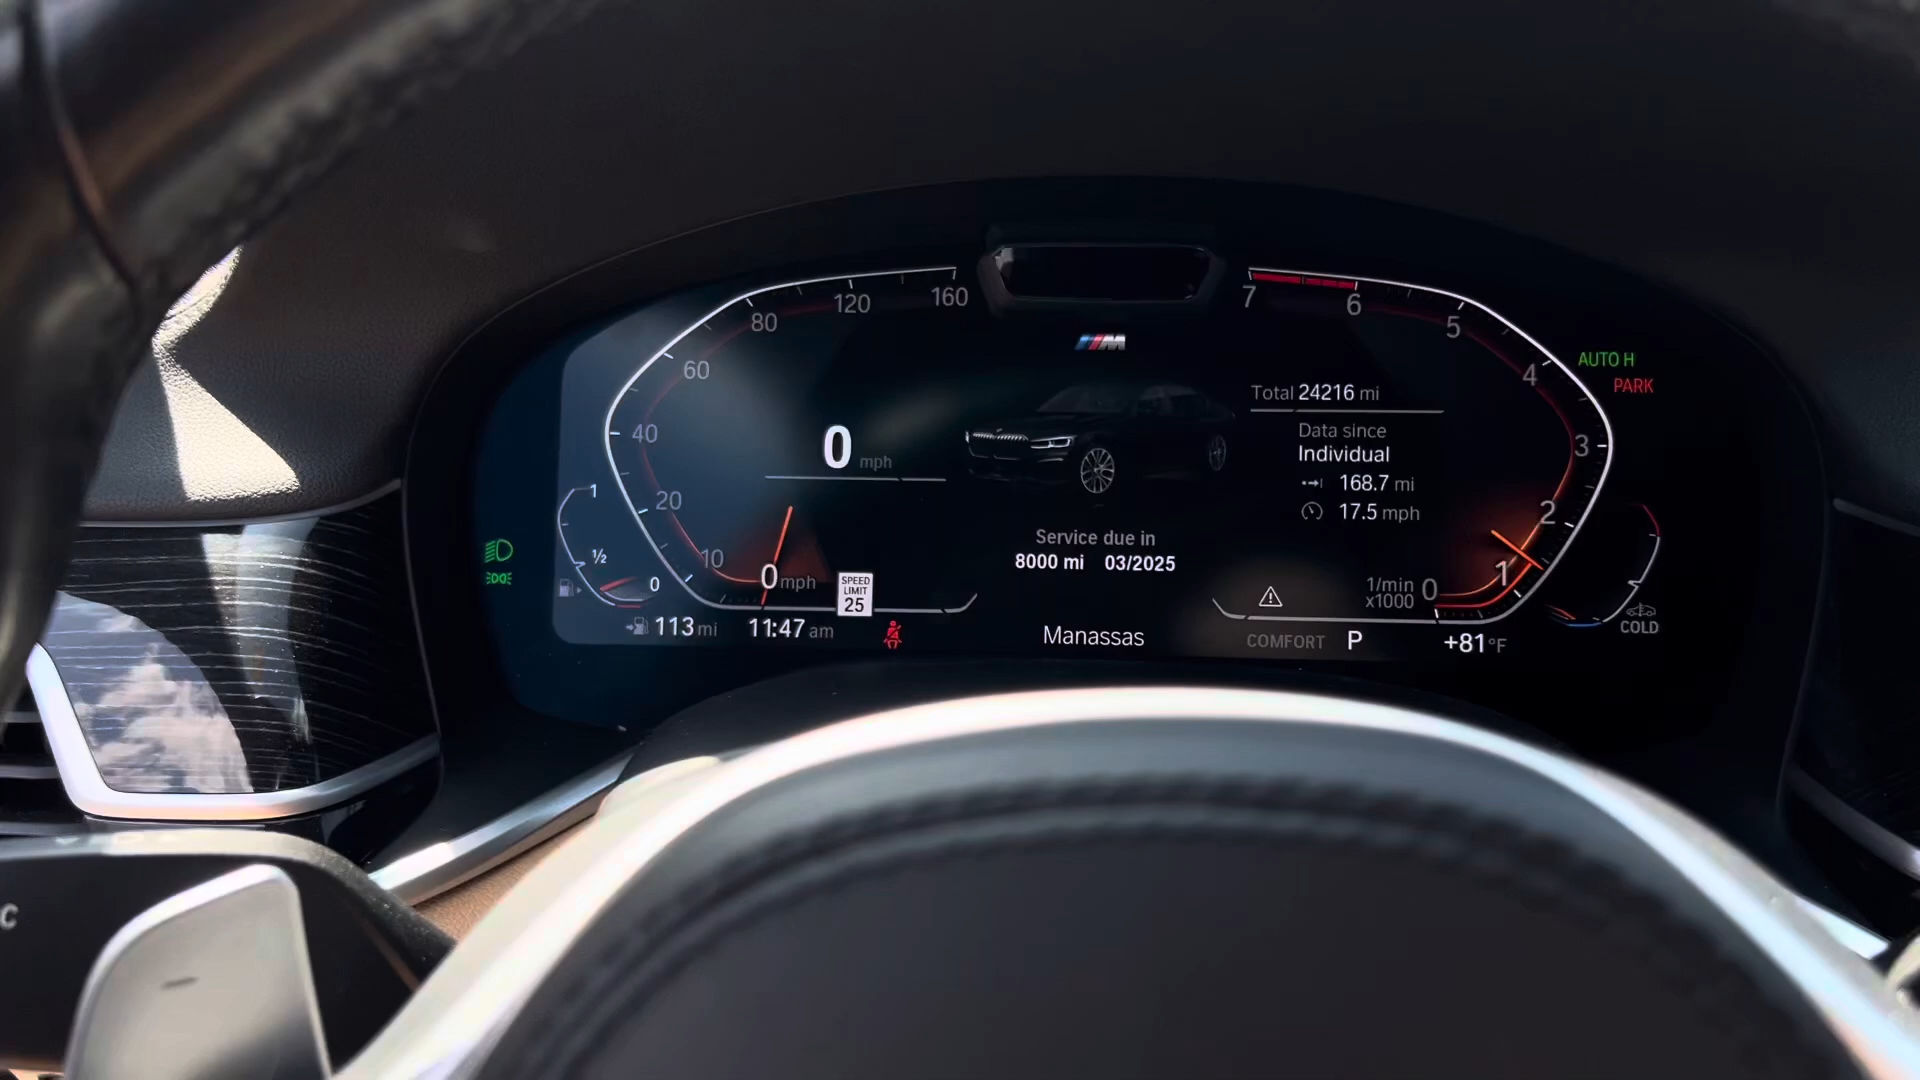 160
120
80
60
40
20
10
0 mph
0 mph
SPEED
LIMIT
25
1
1/2
0
113 mi
11:47 am
M
Service due in
8000 mi 03/2025
Manassas
Total 24216 mi
Data since
Individual
168.7 mi
17.5 mph
7
6
5
4
3
2
1
0
1/min
x1000
COMFORT P
+81°F
AUTO H
PARK
COLD
C